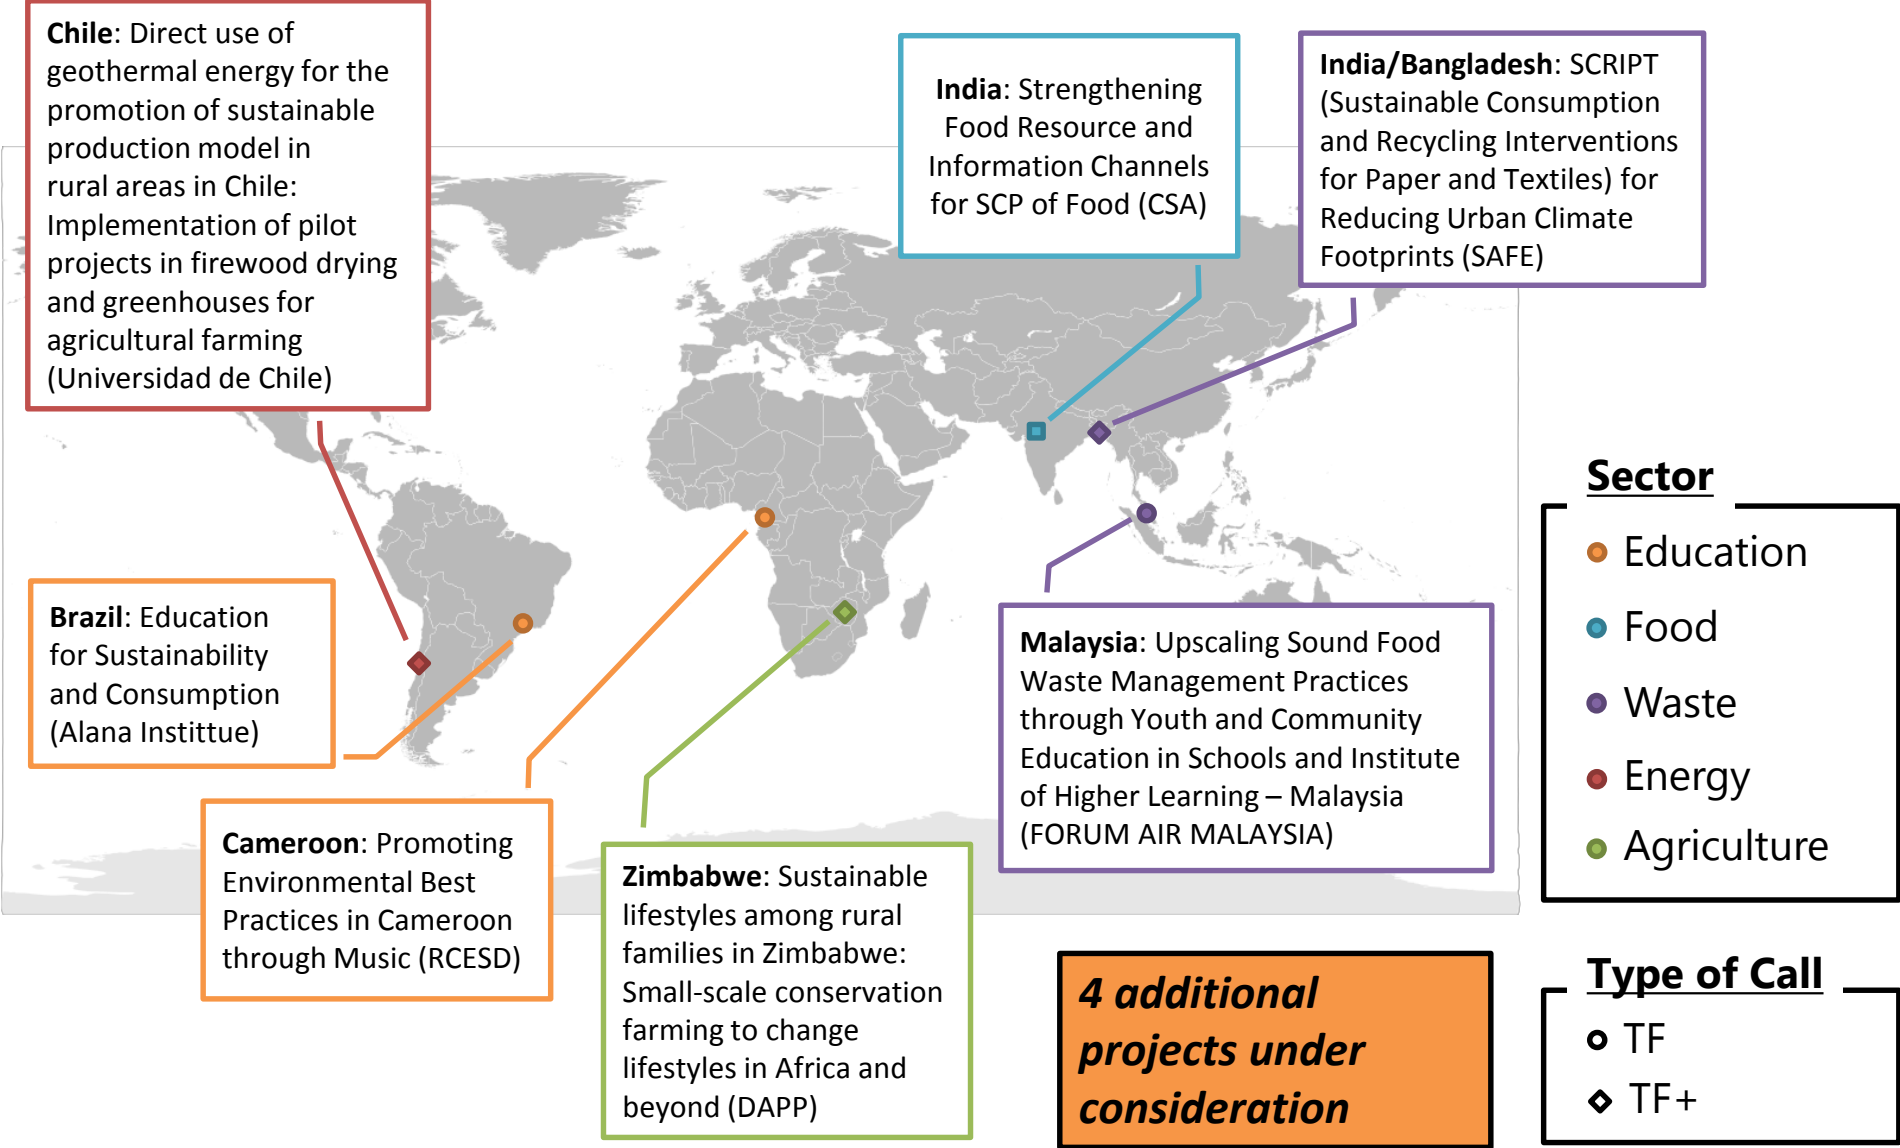 Chile: Direct use of
geothermal energy for the
promotion of sustainable
production model in
rural areas in Chile:
Implementation of pilot
projects in firewood drying
and greenhouses for
agricultural farming
(Universidad de Chile)
India: Strengthening
Food Resource and
Information Channels
for SCP of Food (CSA)
India/Bangladesh: SCRIPT
(Sustainable Consumption
and Recycling Interventions
for Paper and Textiles) for
Reducing Urban Climate
Footprints (SAFE)
Brazil: Education
for Sustainability
and Consumption
(Alana Instittue)
Cameroon: Promoting
Environmental Best
Practices in Cameroon
through Music (RCESD)
Zimbabwe: Sustainable
lifestyles among rural
families in Zimbabwe:
Small-scale conservation
farming to change
lifestyles in Africa and
beyond (DAPP)
Malaysia: Upscaling Sound Food
Waste Management Practices
through Youth and Community
Education in Schools and Institute
of Higher Learning – Malaysia
(FORUM AIR MALAYSIA)
4 additional
projects under
consideration
Sector
Education
Food
Waste
Energy
Agriculture
Type of Call
TF
TF+